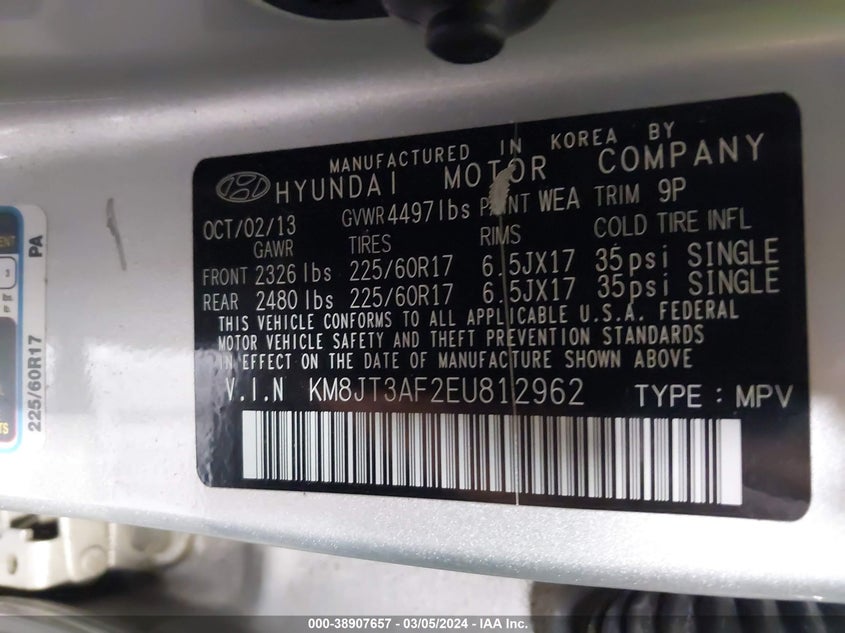 MANUFACTURED IN KOREA BY
HYUNDAI MOTOR COMPANY
OCT/02/13 GVWR 4497lbs PAINT WEA TRIM 9P
GAWR TIRES RIMS COLD TIRE INFL
FRONT 2326 lbs 225/60R17 6.5JX17 35psi SINGLE
REAR 2480 lbs 225/60R17 6.5JX17 35psi SINGLE
THIS VEHICLE CONFORMS TO ALL APPLICABLE U.S.A. FEDERAL
MOTOR VEHICLE SAFETY AND THEFT PREVENTION STANDARDS
IN EFFECT ON THE DATE OF MANUFACTURE SHOWN ABOVE
V.I.N KM8JT3AF2EU812962 TYPE : MPV
PA
225/60R17
3
lbs.
lb.
000-38907657 - 03/05/2024 - IAA Inc.